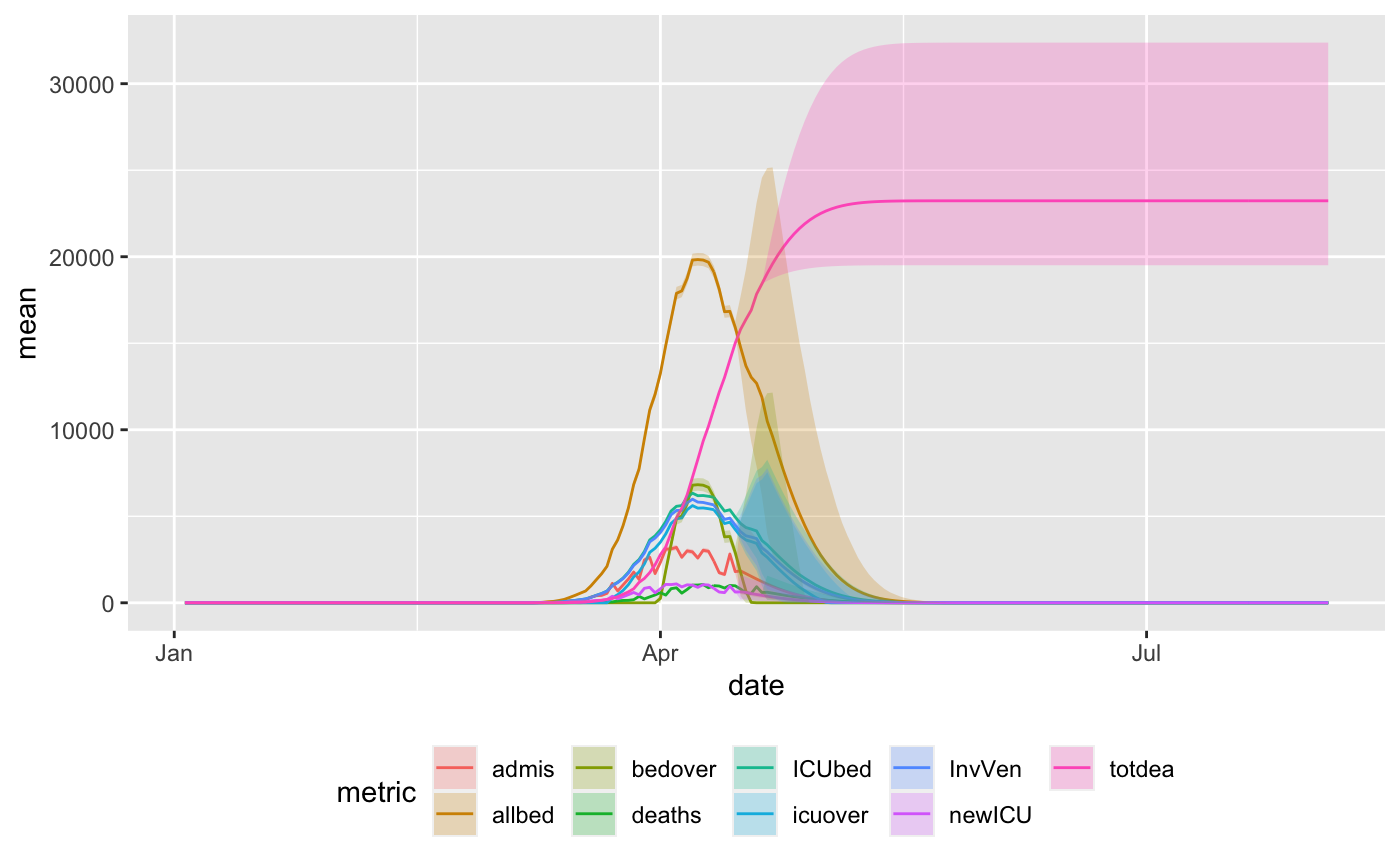 30000
20000
10000
0
mean
Jan Apr Jul
date
metric
admis bedover ICUbed InvVen totdea
allbed deaths icuover newICU